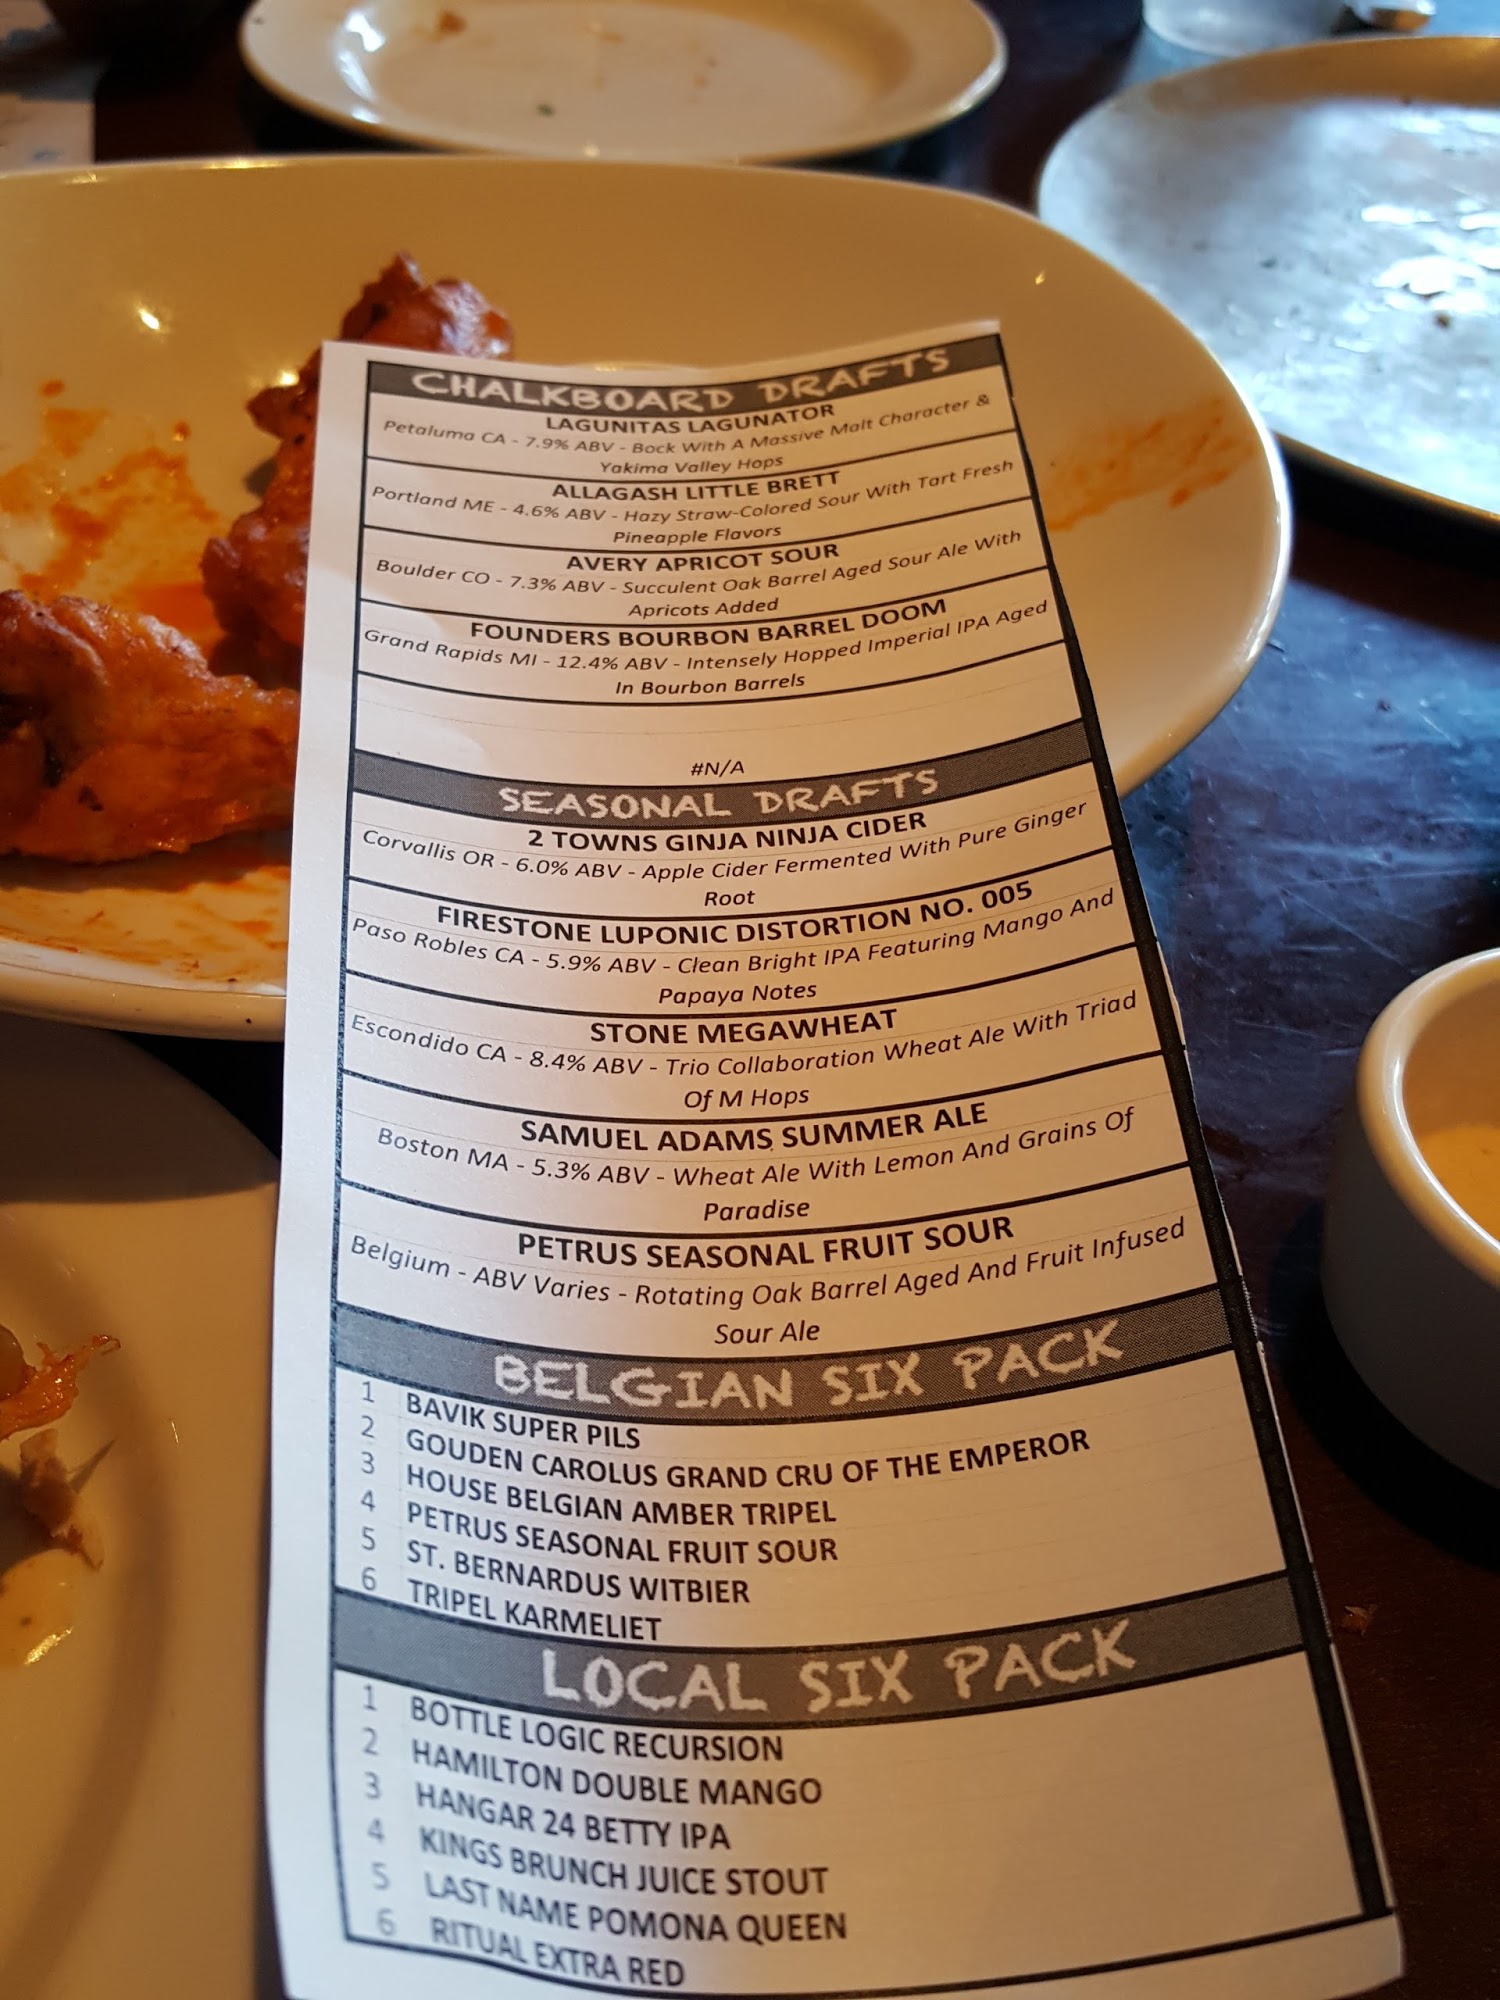 CHALKBOARD DRAFTS
LAGUNITAS LAGUNATOR
Petaluma CA - 7.9% ABV - Bock With A Massive Malt Character &
Yakima Valley Hops
ALLAGASH LITTLE BRETT
Portland ME - 4.6% ABV - Hazy Straw-Colored Sour With Tart Fresh
Pineapple Flavors
AVERY APRICOT SOUR
Boulder CO - 7.3% ABV - Succulent Oak Barrel Aged Sour Ale With
Apricots Added
FOUNDERS BOURBON BARREL DOOM
Grand Rapids MI - 12.4% ABV - Intensely Hopped Imperial IPA Aged
In Bourbon Barrels
#N/A
SEASONAL DRAFTS
2 TOWNS GINJA NINJA CIDER
Corvallis OR - 6.0% ABV - Apple Cider Fermented With Pure Ginger
Root
FIRESTONE LUPONIC DISTORTION NO. 005
Paso Robles CA - 5.9% ABV - Clean Bright IPA Featuring Mango And
Papaya Notes
STONE MEGAWHEAT
Escondido CA - 8.4% ABV - Trio Collaboration Wheat Ale With Triad
Of M Hops
SAMUEL ADAMS SUMMER ALE
Boston MA - 5.3% ABV - Wheat Ale With Lemon And Grains Of
Paradise
PETRUS SEASONAL FRUIT SOUR
Belgium - ABV Varies - Rotating Oak Barrel Aged And Fruit Infused
Sour Ale
BELGIAN SIX PACK
1 BAVIK SUPER PILS
2 GOUDEN CAROLUS GRAND CRU OF THE EMPEROR
3 HOUSE BELGIAN AMBER TRIPEL
4 PETRUS SEASONAL FRUIT SOUR
5 ST. BERNARDUS WITBIER
6 TRIPEL KARMELIET
LOCAL SIX PACK
1 BOTTLE LOGIC RECURSION
2 HAMILTON DOUBLE MANGO
3 HANGAR 24 BETTY IPA
4 KINGS BRUNCH JUICE STOUT
5 LAST NAME POMONA QUEEN
6 RITUAL EXTRA RED